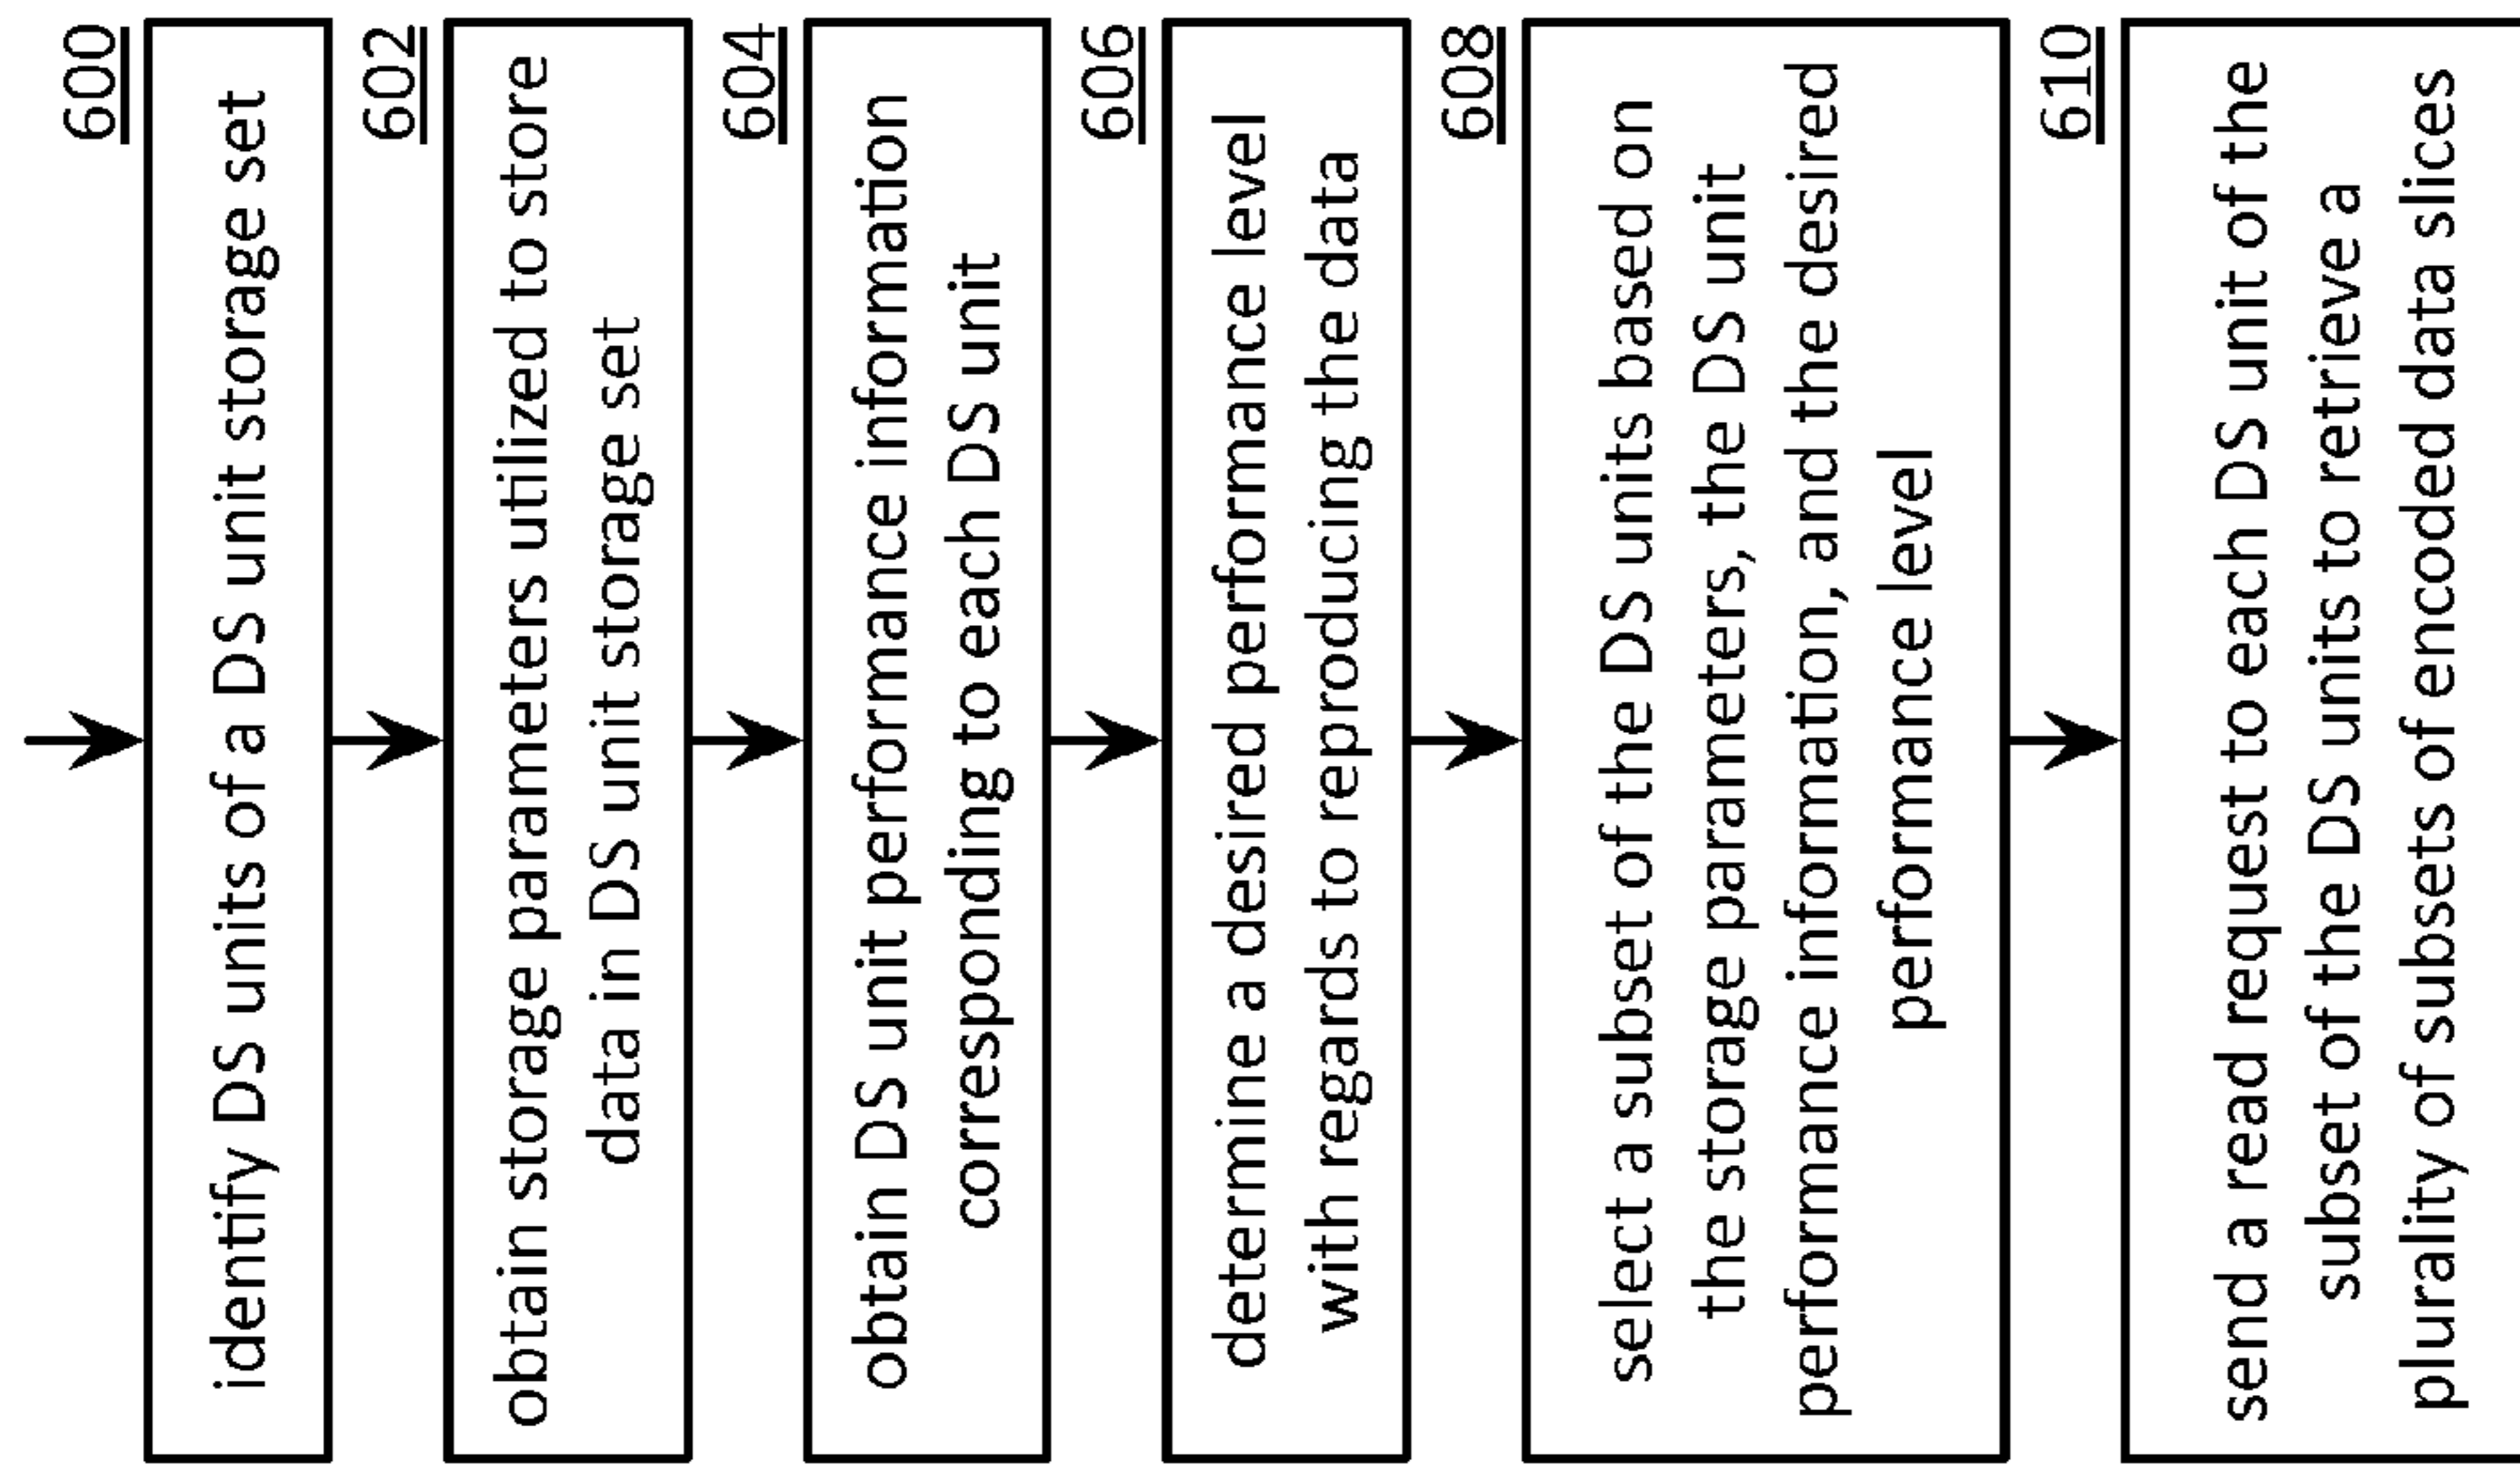 600
identify DS units of a DS unit storage set
602
obtain storage parameters utilized to store
data in DS unit storage set
604
obtain DS unit performance information
corresponding to each DS unit
606
determine a desired performance level
with regards to reproducing the data
608
select a subset of the DS units based on
the storage parameters, the DS unit
performance information, and the desired
performance level
610
send a read request to each DS unit of the
subset of the DS units to retrieve a
plurality of subsets of encoded data slices